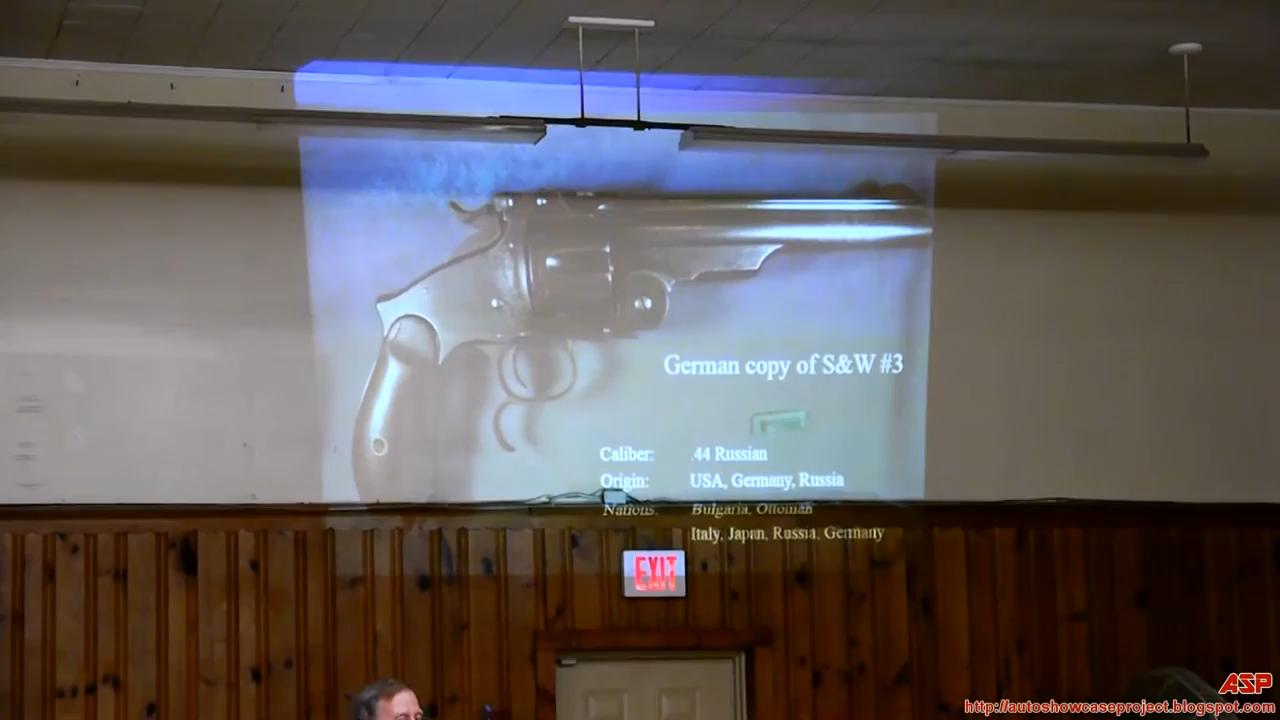 German copy of S&W #3
Caliber: .44 Russian
Origin: USA, Germany, Russia
Nations: Bulgaria, Ottoman
Italy, Japan, Russia, Germany
EXIT
ASP
http://autoshowcaseproject.blogspot.com